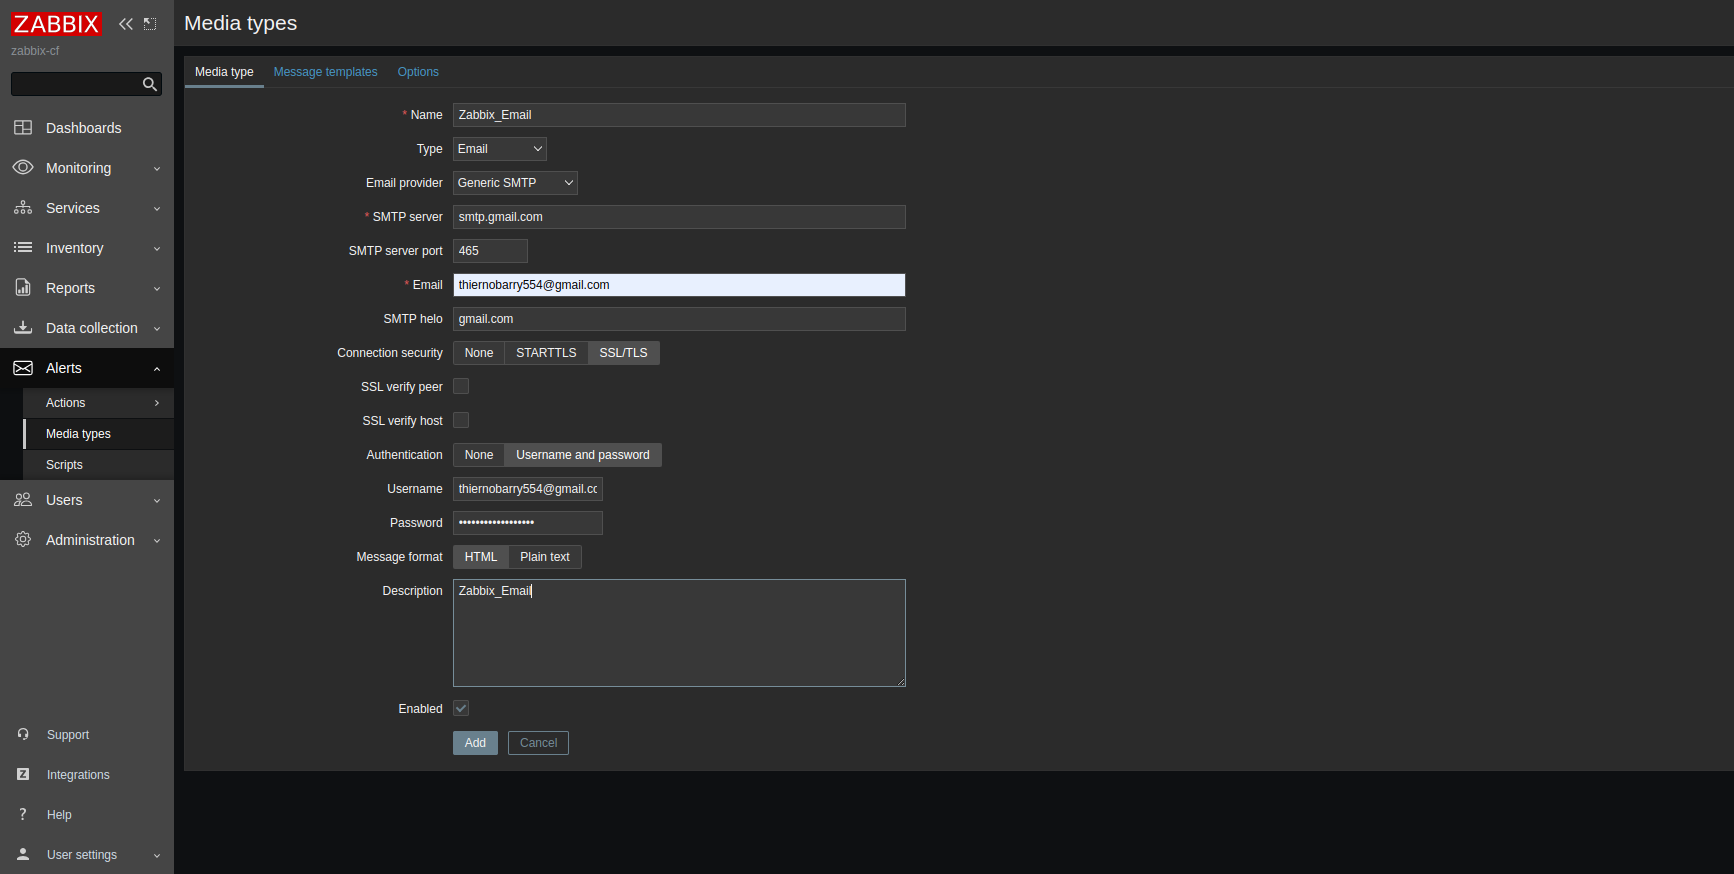 ZABBIX
zabbix-cf
Dashboards
Monitoring
Services
Inventory
Reports
Data collection
Alerts
Actions
Media types
Scripts
Users
Administration
Support
Integrations
Help
User settings
Media types
Media type Message templates Options
* Name Zabbix_Email
Type Email
Email provider Generic SMTP
* SMTP server smtp.gmail.com
SMTP server port 465
* Email thiernobarry554@gmail.com
SMTP helo gmail.com
Connection security None STARTTLS SSL/TLS
SSL verify peer
SSL verify host
Authentication None Username and password
Username thiernobarry554@gmail.cc
Password ••••••••••••••••••
Message format HTML Plain text
Description Zabbix_Email
Enabled
Add Cancel